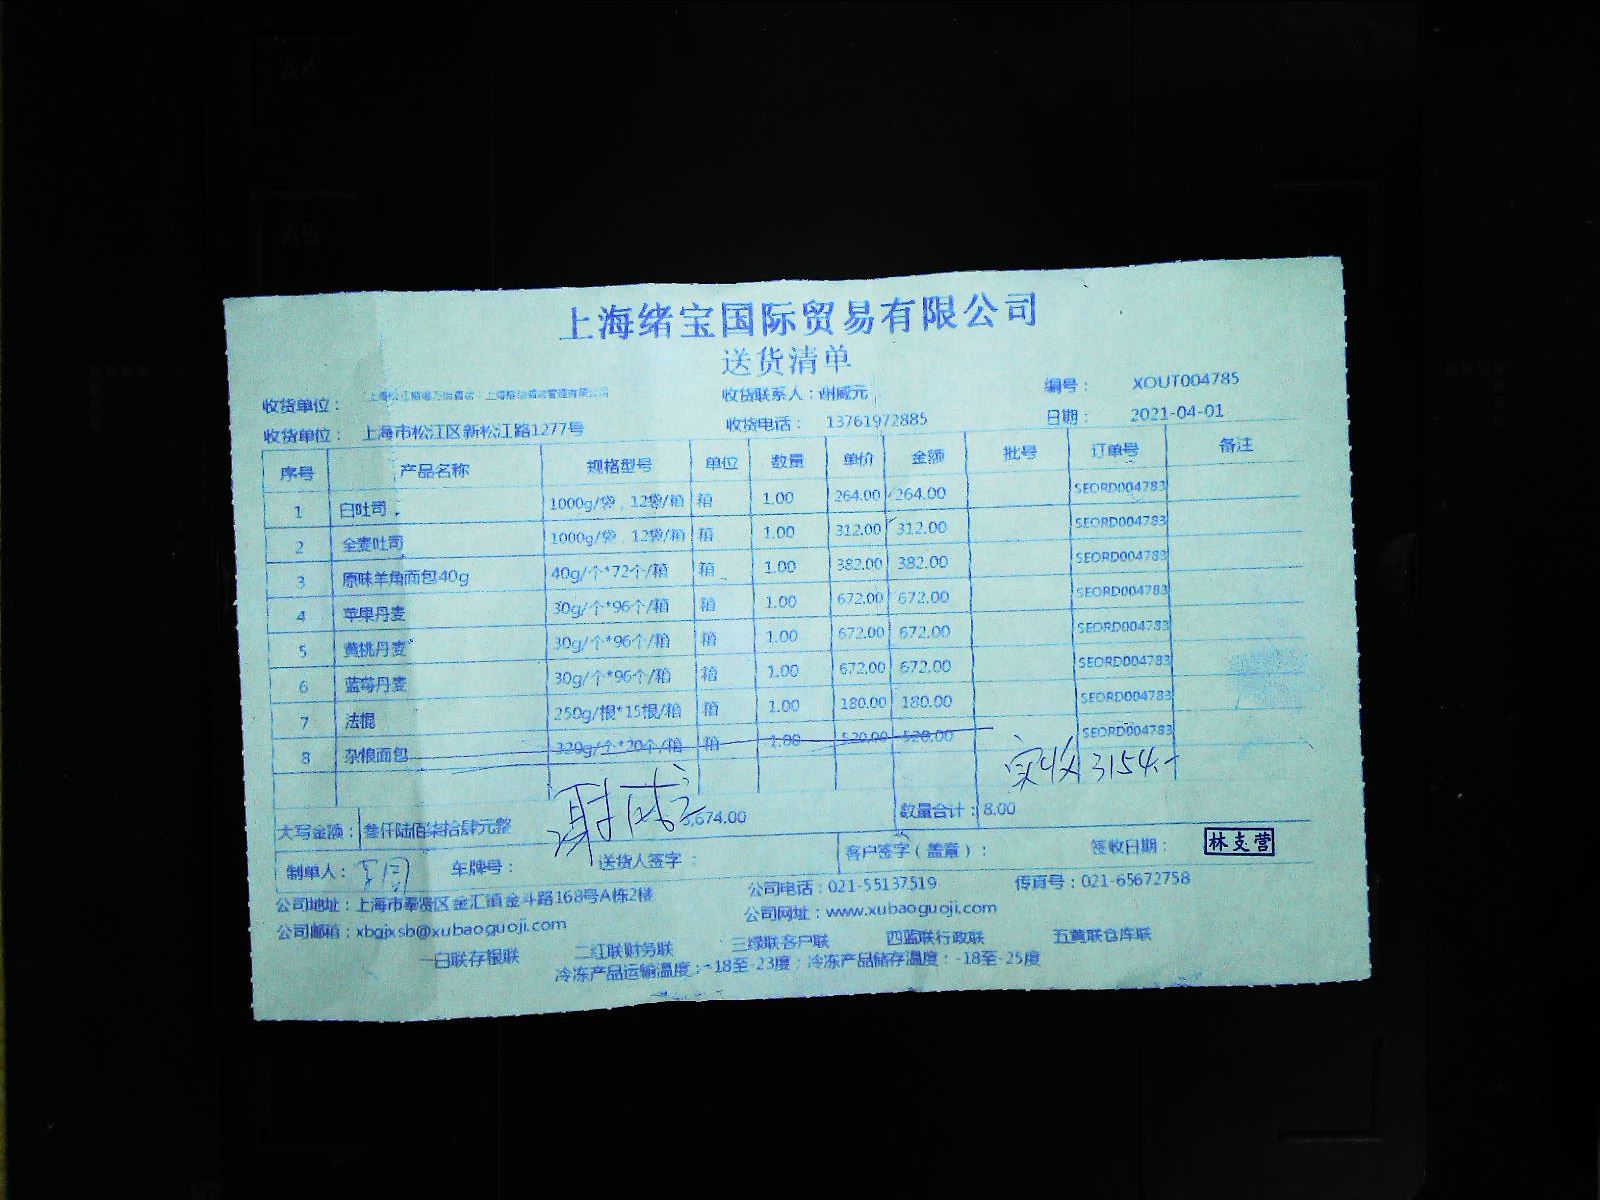 上海绪宝国际贸易有限公司
送货清单
收货单位： 收货联系人：谢威元 编号： XOUT004785
收货单位： 上海市松江区新松江路1277号 收货电话： 13761972885 日期： 2021-04-01
序号 产品名称 规格型号 单位 数量 单价 金额 批号 订单号 备注
1 白吐司 1000g/袋，12袋/箱 箱 1.00 264.00 264.00 SEORD004783
2 全麦吐司 1000g/袋，12袋/箱 箱 1.00 312.00 312.00 SEORD004783
3 原味羊角面包40g 40g/个*72个/箱 箱 1.00 382.00 382.00 SEORD004783
4 苹果丹麦 30g/个*96个/箱 箱 1.00 672.00 672.00 SEORD004783
5 黄桃丹麦 30g/个*96个/箱 箱 1.00 672.00 672.00 SEORD004783
6 蓝莓丹麦 30g/个*96个/箱 箱 1.00 672.00 672.00 SEORD004783
7 法棍 250g/根*15根/箱 箱 1.00 180.00 180.00 SEORD004783
8 杂粮面包 320g/个*20个/箱 箱 1.00 520.00 520.00 SEORD004783
实收3154.-
谢威元
大写金额： 叁仟陆佰柒拾肆元整 3,674.00 数量合计：8.00
制单人： 车牌号： 送货人签字： 客户签字（盖章）： 签收日期： 林支营
公司地址：上海市奉贤区金汇镇金斗路168号A栋2楼 公司电话：021-55137519 传真号：021-65672758
公司邮箱：xbgjxsb@xubaoguoji.com 公司网址：www.xubaoguoji.com
一白联存银联 二红联财务联 三绿联客户联 四蓝联行政联 五黄联仓库联
冷冻产品运输温度：-18至-23度；冷冻产品储存温度：-18至-25度